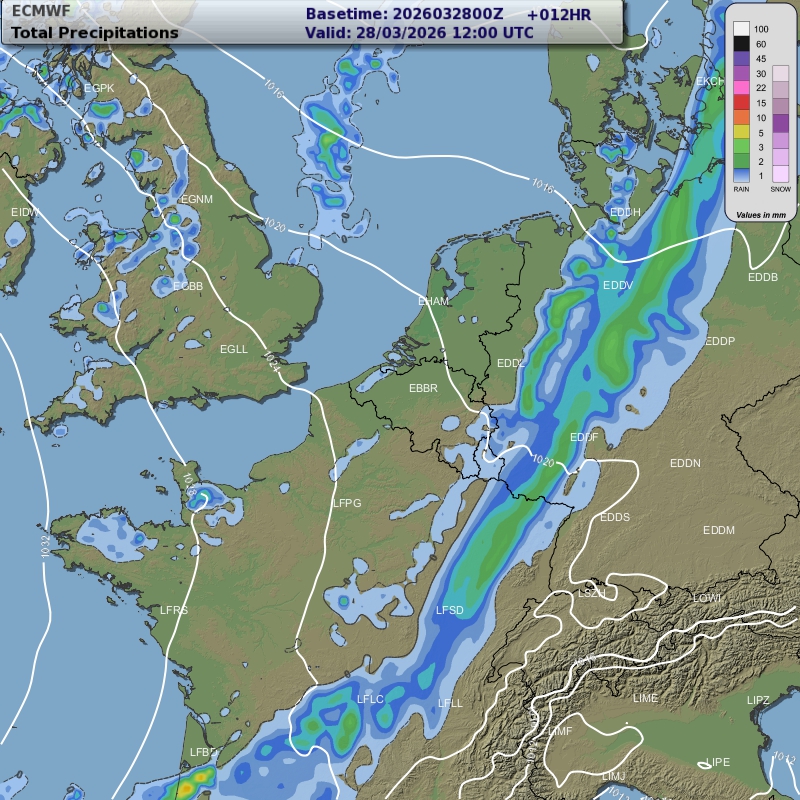 ECMWF
Basetime: 2026032800Z +012HR
Total Precipitations
Valid: 28/03/2026 12:00 UTC
100
60
45
30
22
15
10
5
3
2
1
RAIN SNOW
Values in mm
EKCH
EGPK
1016
1016
EGNM
EIDW
EDDH
1020
EDDB
EGBB
EDDV
EHAM
EGLL
EDDP
1024
EDDL
EBBR
EDDF
1020
EDDN
LFPG
EDDS
EDDM
1032
LSZH
LOWI
LFRS
LFSD
LFLC
LFLL
LIME
LIPZ
LIMF
LFBD
LIPE
1012
LIMJ